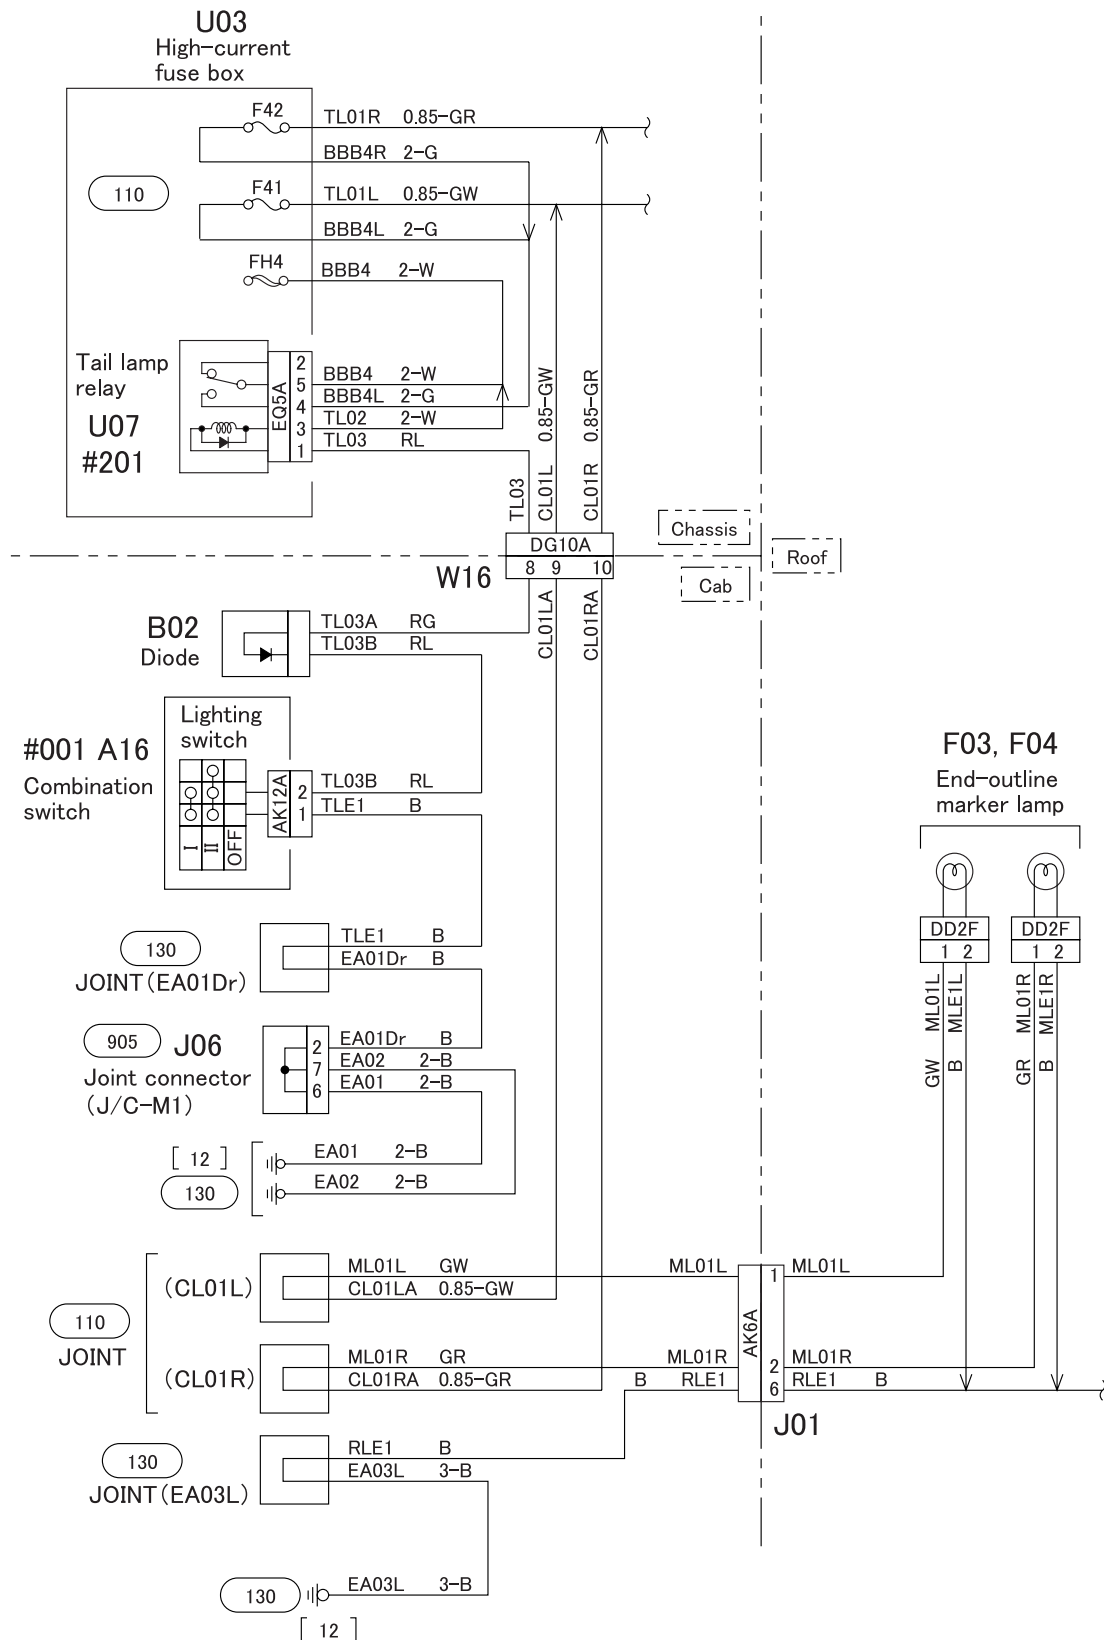 U03
High-current
fuse box
F42
TL01R 0.85-GR
BBB4R 2-G
110
F41
TL01L 0.85-GW
BBB4L 2-G
FH4
BBB4 2-W
Tail lamp
relay
U07
#201
EQ5A
2
5
4
3
1
BBB4 2-W
BBB4L 2-G
TL02 2-W
TL03 RL
TL03
CL01L 0.85-GW
CL01R 0.85-GR
Chassis
Roof
Cab
DG10A
W16
8 9 10
CL01LA
CL01RA
B02
Diode
TL03A RG
TL03B RL
Lighting
switch
#001 A16
Combination
switch
I
II
OFF
AK12A
2
1
TL03B RL
TLE1 B
F03, F04
End-outline
marker lamp
DD2F
1 2
DD2F
1 2
ML01L
MLE1L
ML01R
MLE1R
GW
B
GR
B
130
JOINT(EA01Dr)
TLE1 B
EA01Dr B
905
J06
Joint connector
(J/C-M1)
2
7
6
EA01Dr B
EA02 2-B
EA01 2-B
[ 12 ]
130
EA01 2-B
EA02 2-B
110
JOINT
(CL01L)
ML01L GW
CL01LA 0.85-GW
ML01L
1
ML01L
AK6A
(CL01R)
ML01R GR
CL01RA 0.85-GR
ML01R
2
ML01R
B RLE1
6
RLE1 B
J01
130
JOINT(EA03L)
RLE1 B
EA03L 3-B
130
EA03L 3-B
[ 12 ]